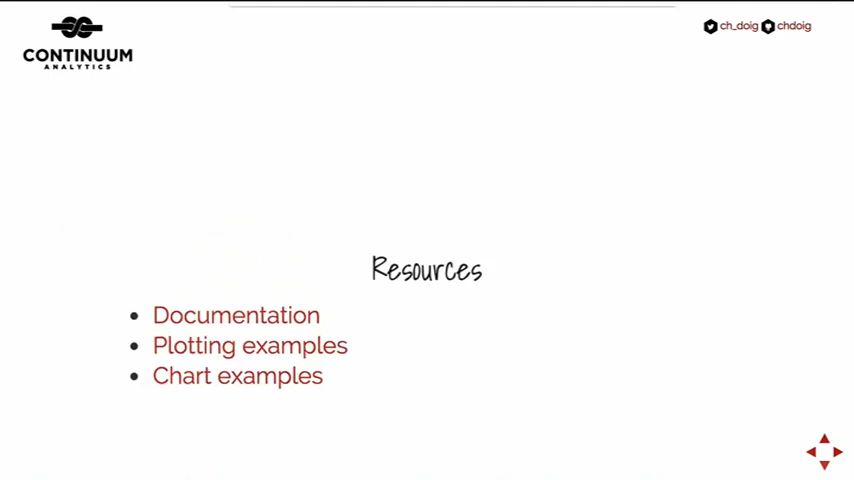 CONTINUUM
ANALYTICS
ch_doig chdoig
Resources
Documentation
Plotting examples
Chart examples